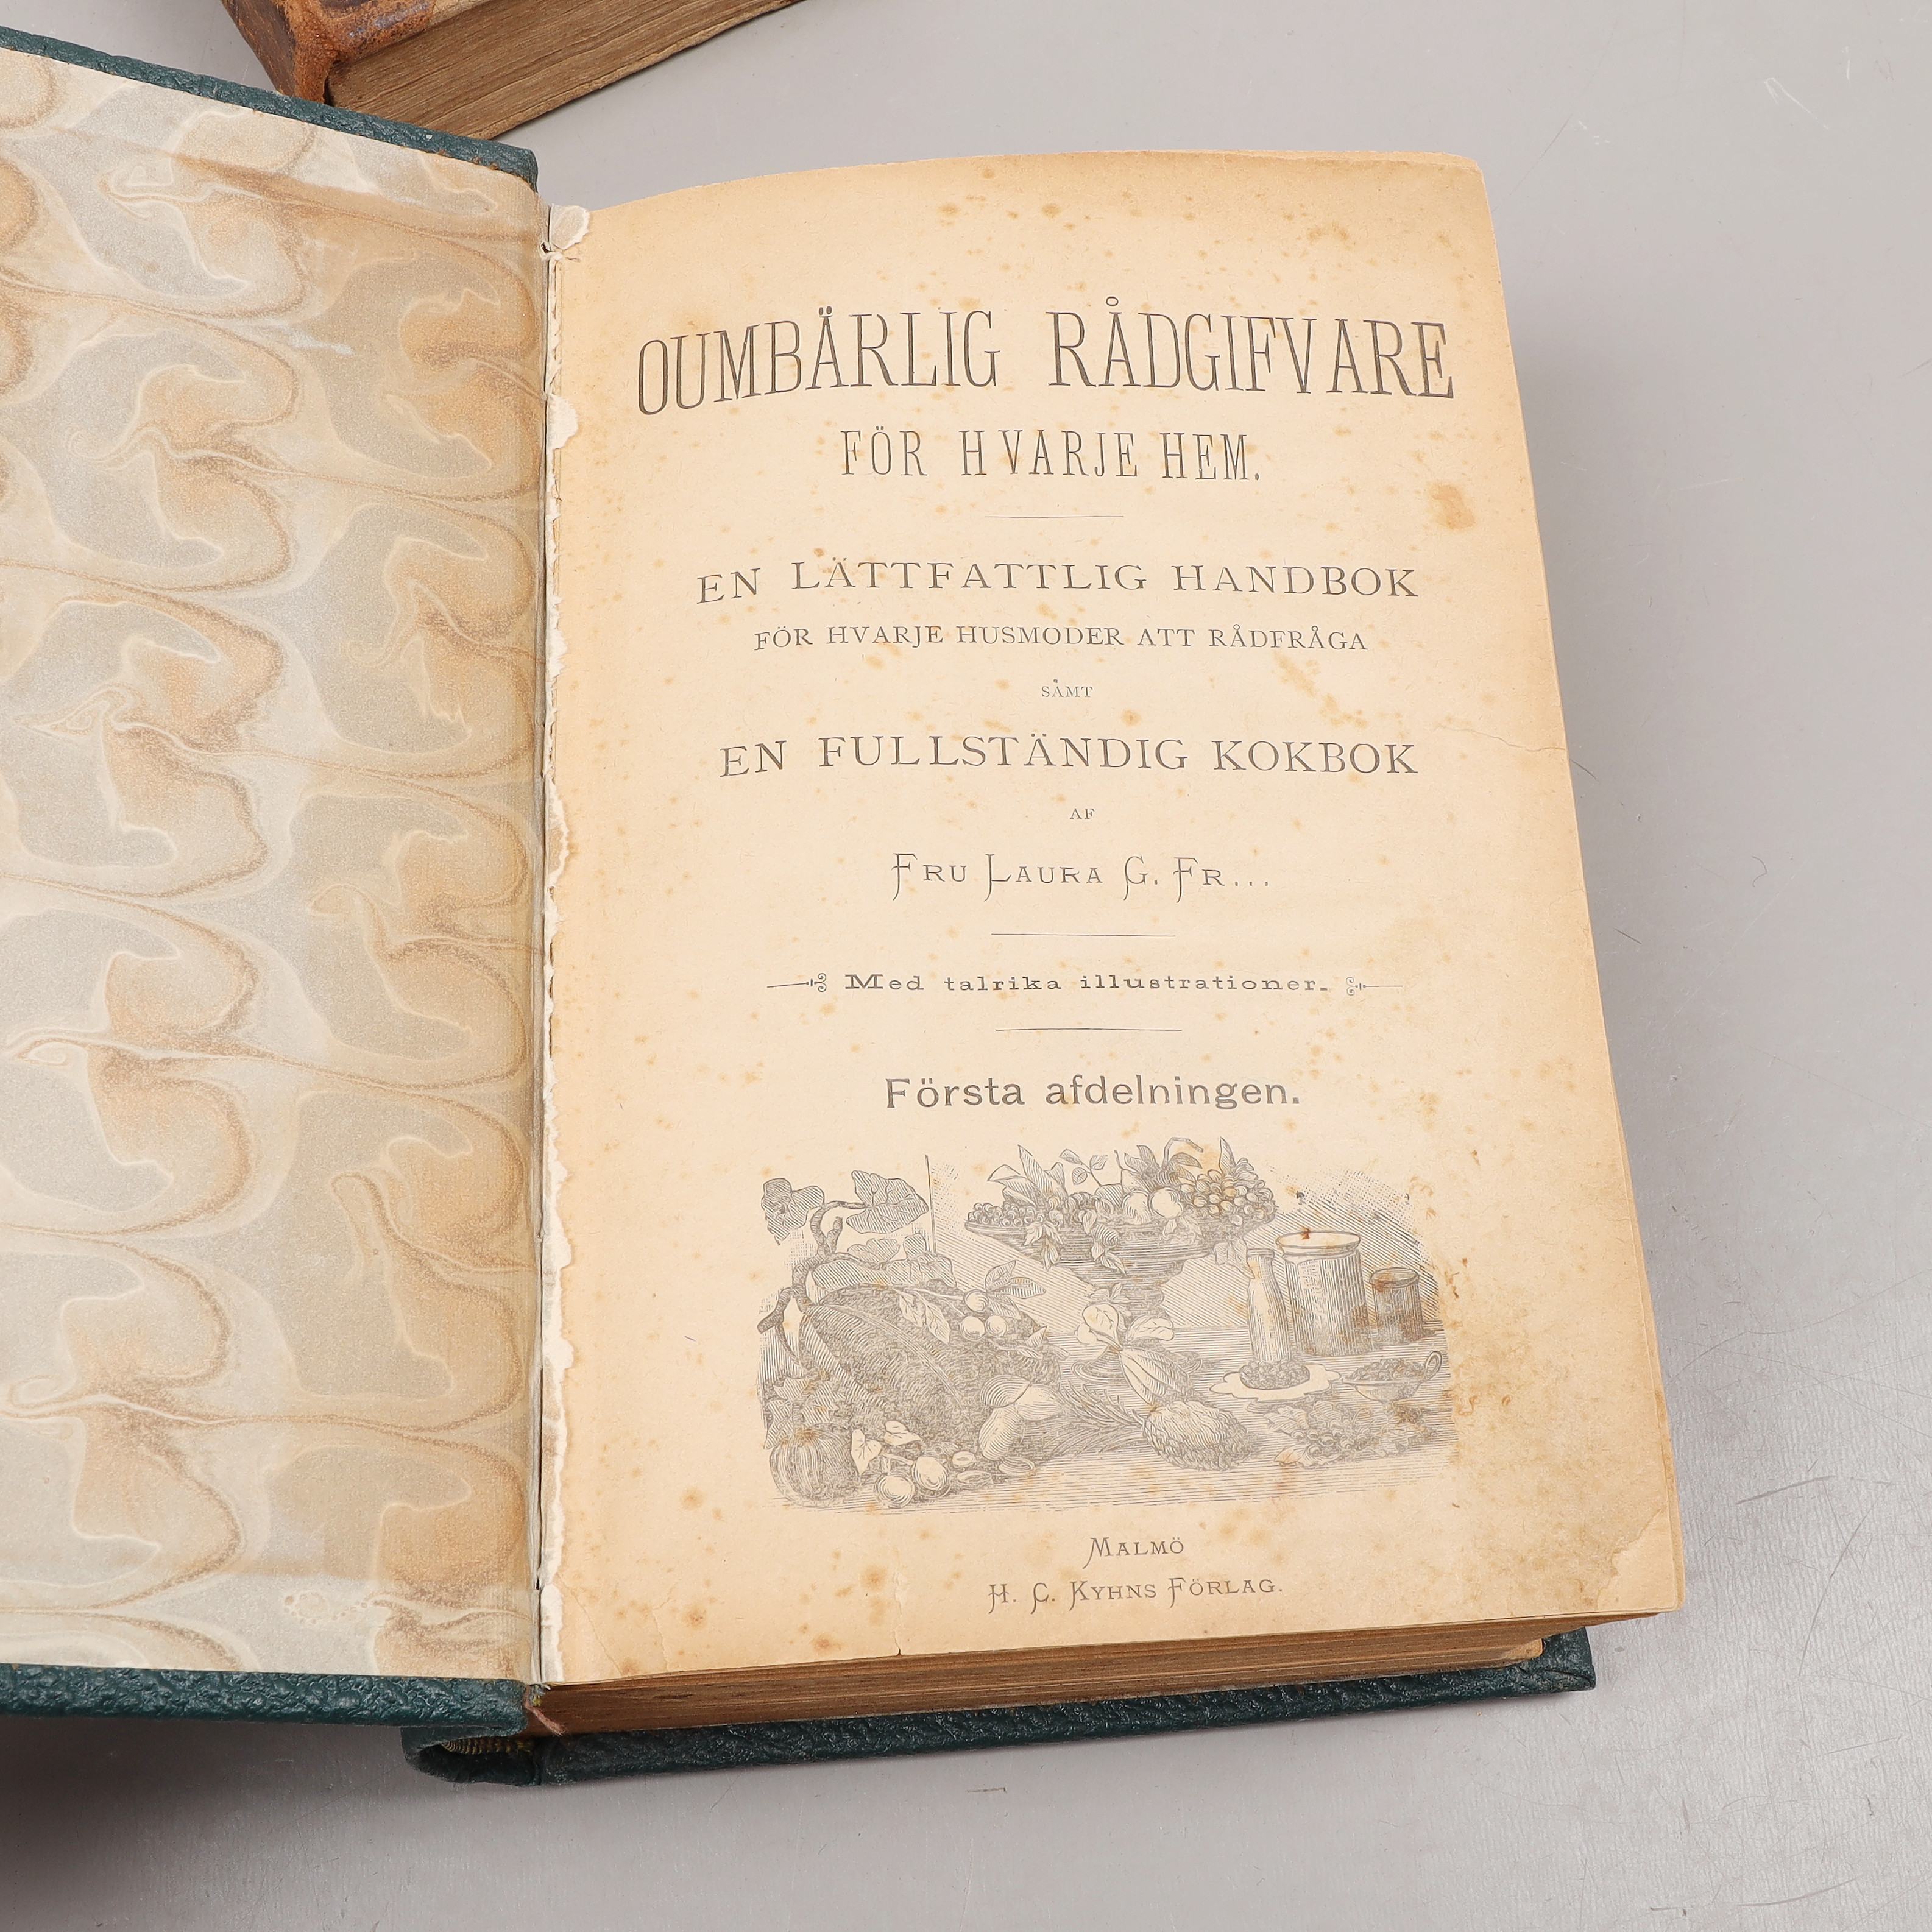 OUMBÄRLIG RÅDGIFVARE
FÖR HVARJE HEM.
EN LÄTTFATTLIG HANDBOK
FÖR HVARJE HUSMODER ATT RÅDFRÅGA
SAMT
EN FULLSTÄNDIG KOKBOK
AF
FRU LAURA G. FR...
Med talrika illustrationer.
Första afdelningen.
MALMÖ
H. C. KYHNS FÖRLAG.